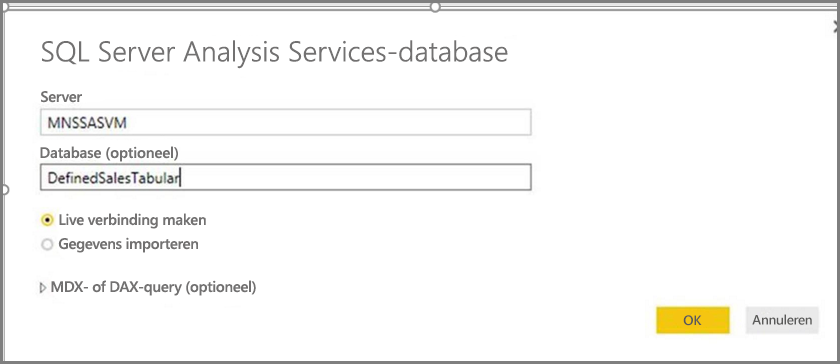 SQL Server Analysis Services-database
Server
MNSSASVM
Database (optioneel)
DefinedSalesTabular
Live verbinding maken
Gegevens importeren
MDX- of DAX-query (optioneel)
OK
Annuleren